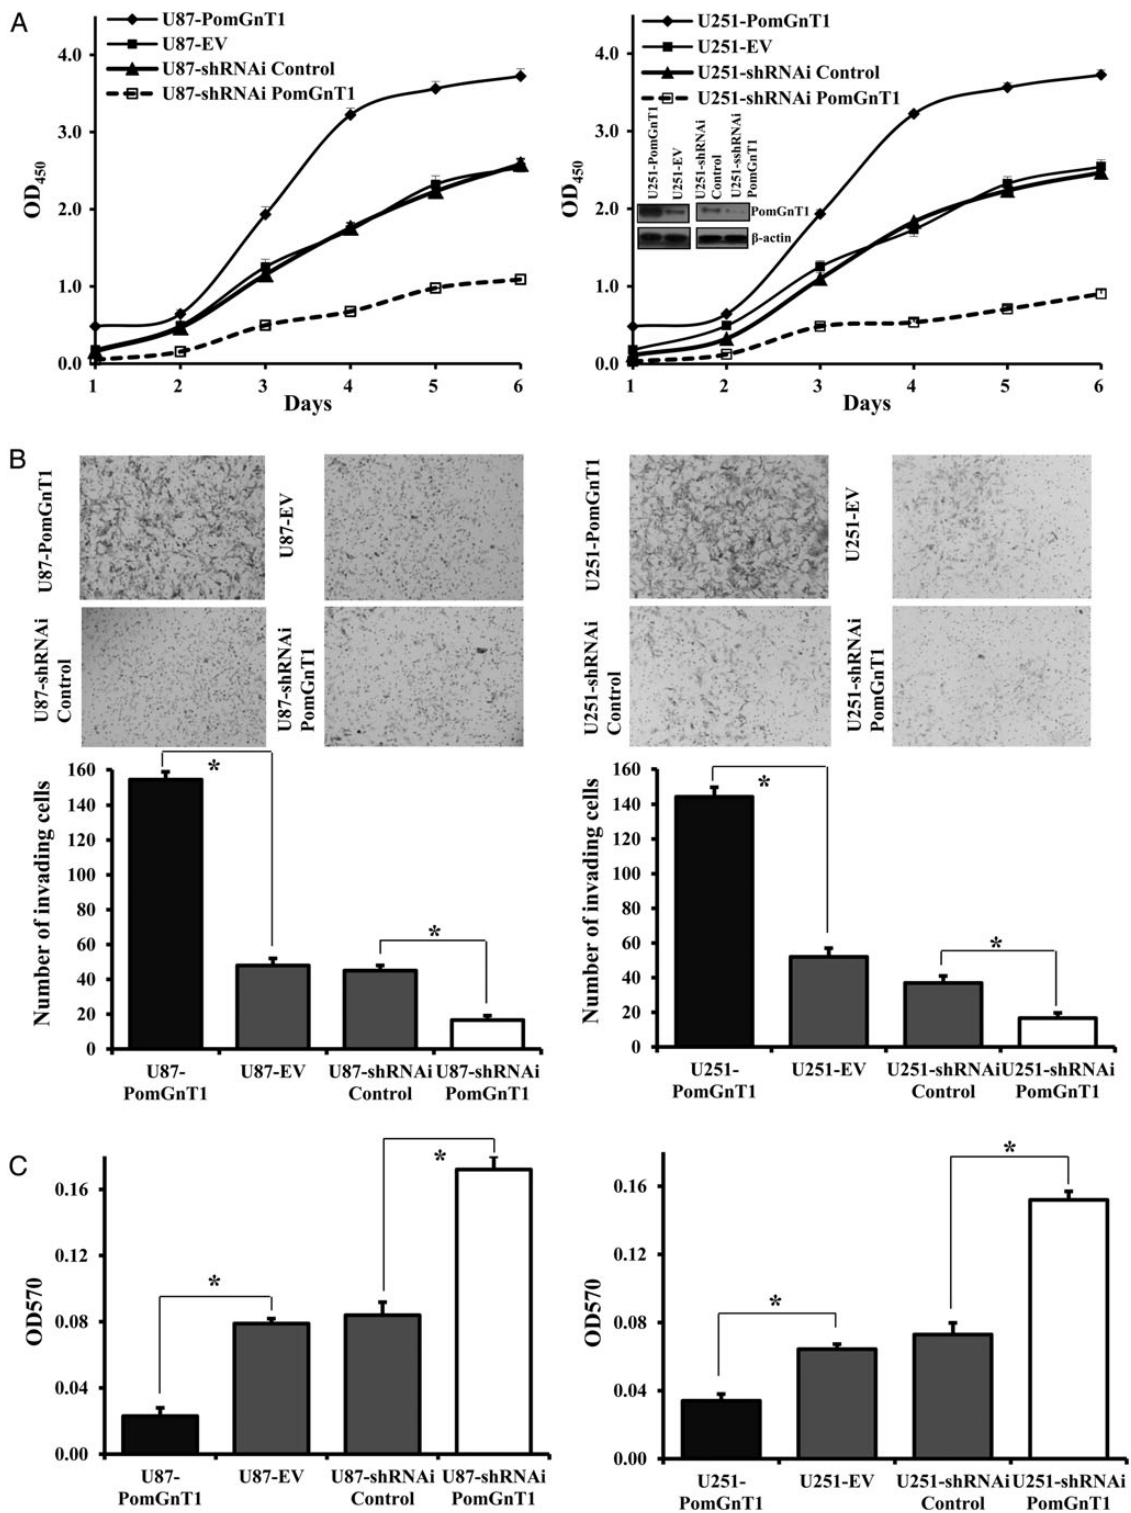 A
U87-PomGnT1
U87-EV
U87-shRNAi Control
U87-shRNAi PomGnT1
4.0
3.0
2.0
1.0
0.0
OD450
1 2 3 4 5 6
Days
U251-PomGnT1
U251-EV
U251-shRNAi Control
U251-shRNAi PomGnT1
4.0
3.0
2.0
1.0
0.0
OD450
U251-PomGnT1
U251-EV
U251-shRNAi
Control
U251-sshRNAi
PomGnT1
PomGnT1
β-actin
1 2 3 4 5 6
Days
B
U87-PomGnT1
U87-EV
U87-shRNAi
Control
U87-shRNAi
PomGnT1
U251-PomGnT1
U251-EV
U251-shRNAi
Control
U251-shRNAi
PomGnT1
Number of invading cells
160
140
120
100
80
60
40
20
0
*
*
U87-
PomGnT1
U87-EV
U87-shRNAi
Control
U87-shRNAi
PomGnT1
Number of invading cells
160
140
120
100
80
60
40
20
0
*
*
U251-
PomGnT1
U251-EV
U251-shRNAi
Control
U251-shRNAi
PomGnT1
C
OD570
0.16
0.12
0.08
0.04
0.00
*
*
U87-
PomGnT1
U87-EV
U87-shRNAi
Control
U87-shRNAi
PomGnT1
OD570
0.16
0.12
0.08
0.04
0.00
*
*
U251-
PomGnT1
U251-EV
U251-shRNAi
Control
U251-shRNAi
PomGnT1